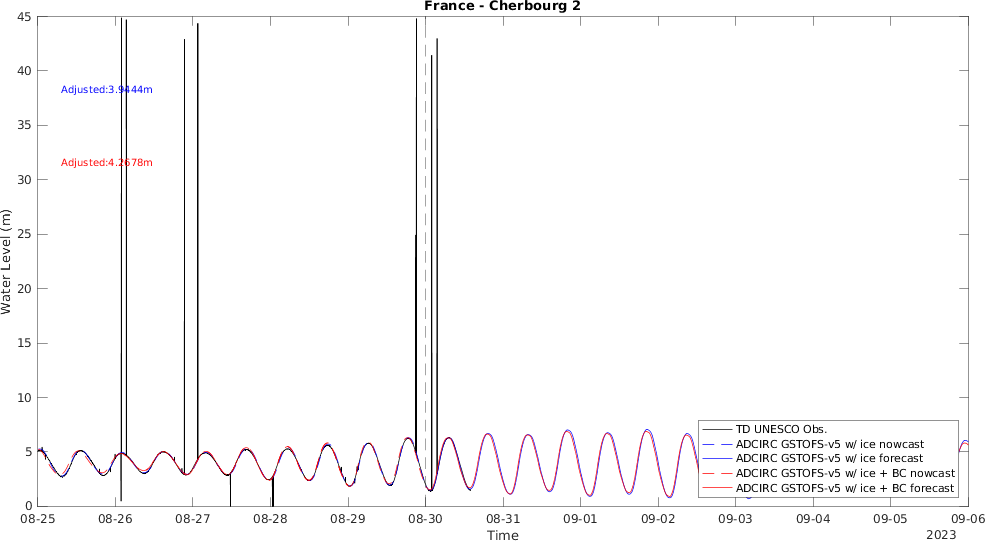 France - Cherbourg 2
45
40
35
30
25
20
15
10
5
0
Water Level (m)
Adjusted:3.9444m
Adjusted:4.2678m
TD UNESCO Obs.
ADCIRC GSTOFS-v5 w/ ice nowcast
ADCIRC GSTOFS-v5 w/ ice forecast
ADCIRC GSTOFS-v5 w/ ice + BC nowcast
ADCIRC GSTOFS-v5 w/ ice + BC forecast
08-25 08-26 08-27 08-28 08-29 08-30 08-31 09-01 09-02 09-03 09-04 09-05 09-06
Time
2023